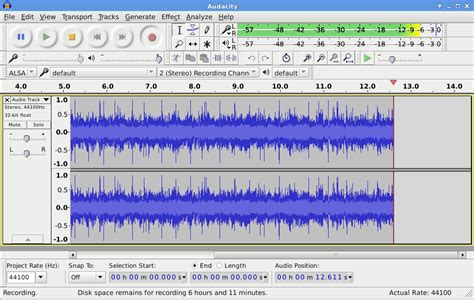 Audacity
File Edit View Transport Tracks Generate Effect Analyze Help
-57 -48 -42 -36 -30 -24 -18 -12 -9 -6 -3 0
-57 -48 -42 -36 -30 -24 -18 -12 -9 -6 -3 0
ALSA default 2 (Stereo) Recording Chann default
4.0 5.0 6.0 7.0 8.0 9.0 10.0 11.0 12.0 13.0 14.0
Audio Track
Stereo, 44100Hz
32-bit float
Mute Solo
- +
L R
1.0
0.5
0.0
-0.5
-1.0
1.0
0.5
0.0
-0.5
-1.0
Project Rate (Hz): Snap To: Selection Start: End Length Audio Position:
44100 Off 00 h 00 m 00.000 s 00 h 00 m 00.000 s 00 h 00 m 12.611 s
Recording. Disk space remains for recording 6 hours and 11 minutes. Actual Rate: 44100